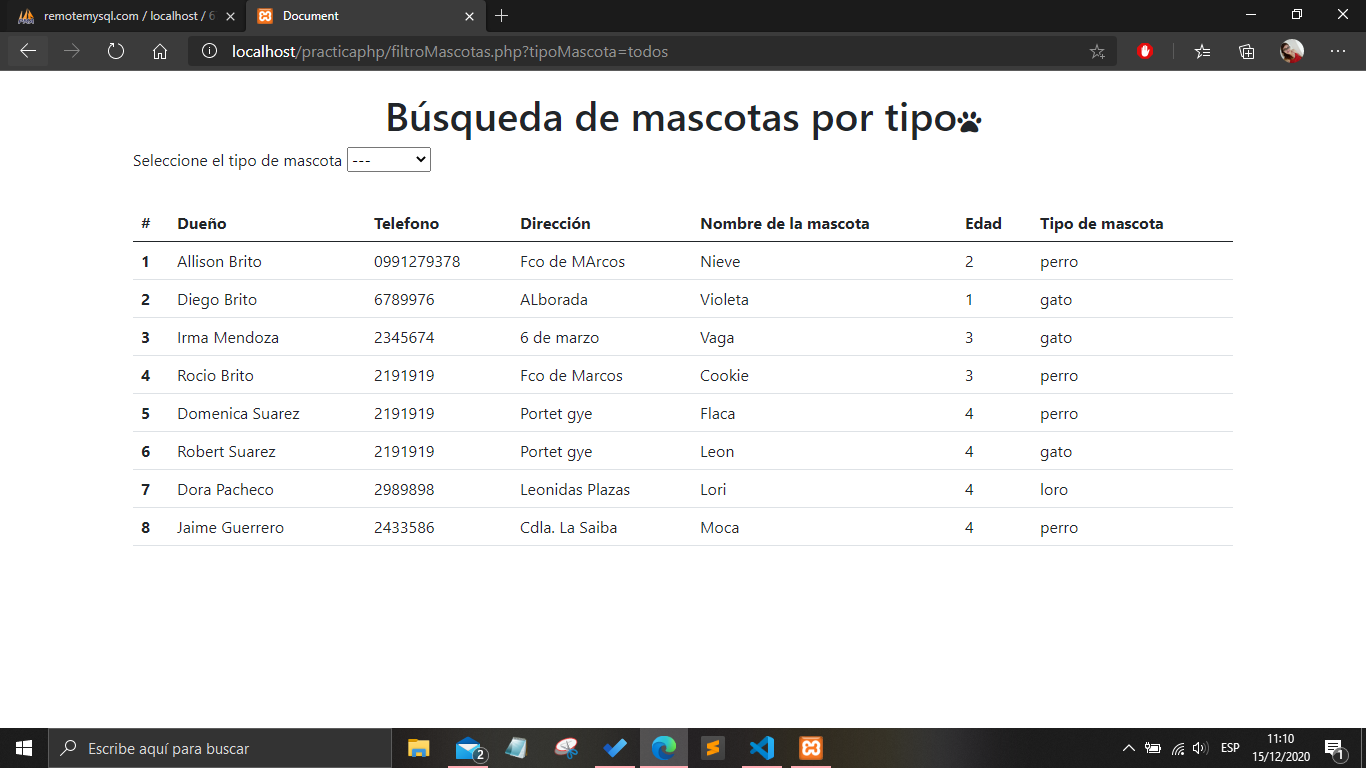 remotemysql.com / localhost / 6
Document
localhost/practicaphp/filtroMascotas.php?tipoMascota=todos
Búsqueda de mascotas por tipo
Seleccione el tipo de mascota ---
# Dueño Telefono Dirección Nombre de la mascota Edad Tipo de mascota
1 Allison Brito 0991279378 Fco de MArcos Nieve 2 perro
2 Diego Brito 6789976 ALborada Violeta 1 gato
3 Irma Mendoza 2345674 6 de marzo Vaga 3 gato
4 Rocio Brito 2191919 Fco de Marcos Cookie 3 perro
5 Domenica Suarez 2191919 Portet gye Flaca 4 perro
6 Robert Suarez 2191919 Portet gye Leon 4 gato
7 Dora Pacheco 2989898 Leonidas Plazas Lori 4 loro
8 Jaime Guerrero 2433586 Cdla. La Saiba Moca 4 perro
Escribe aquí para buscar
2
ESP
11:10
15/12/2020
1